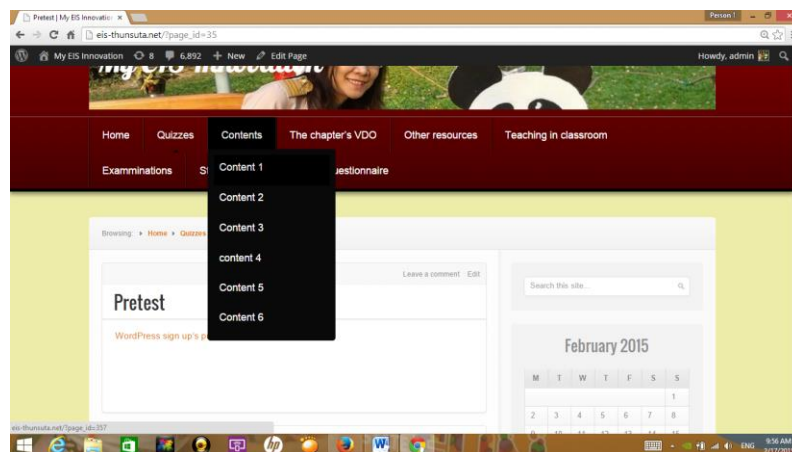 Pretest | My EIS Innovation
Person 1
eis-thunsuta.net/?page_id=35
My EIS Innovation 8 6,892 + New Edit Page Howdy, admin
My EIS Innovation
Home Quizzes Contents The chapter's VDO Other resources Teaching in classroom
Examminations
Content 1
Content 2
Content 3
content 4
Content 5
Content 6
Browsing: Home Quizzes
Leave a comment Edit
Search this site...
Pretest
WordPress sign up's
February 2015
M T W T F S S
1
2 3 4 5 6 7 8
eis-thunsuta.net/?page_id=357
ENG 9:56 AM